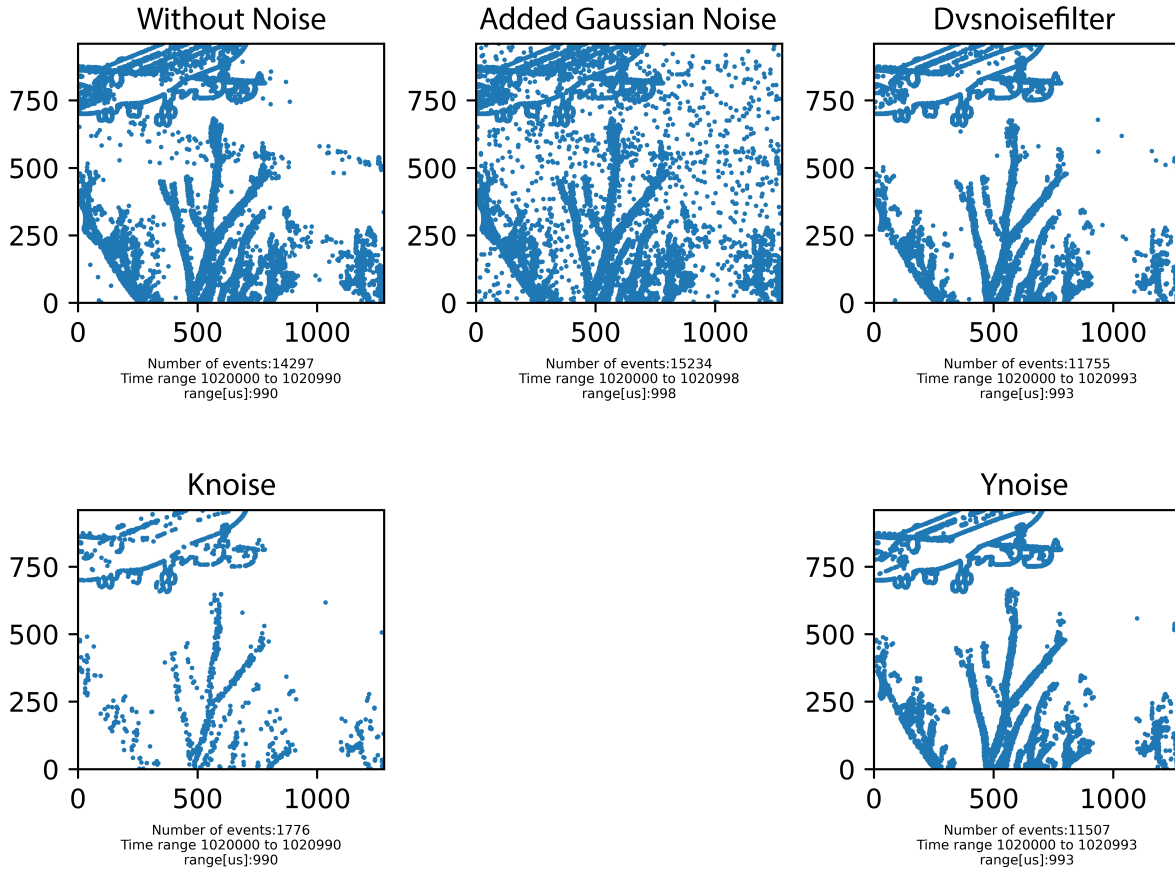 Without Noise
Added Gaussian Noise
Dvsnoisefilter
750
500
250
0
0
500
1000
750
500
250
0
0
500
1000
750
500
250
0
0
500
1000
Number of events:14297
Time range 1020000 to 1020990
range[us]:990
Number of events:15234
Time range 1020000 to 1020998
range[us]:998
Number of events:11755
Time range 1020000 to 1020993
range[us]:993
Knoise
Ynoise
750
500
250
0
0
500
1000
750
500
250
0
0
500
1000
Number of events:1776
Time range 1020000 to 1020990
range[us]:990
Number of events:11507
Time range 1020000 to 1020993
range[us]:993